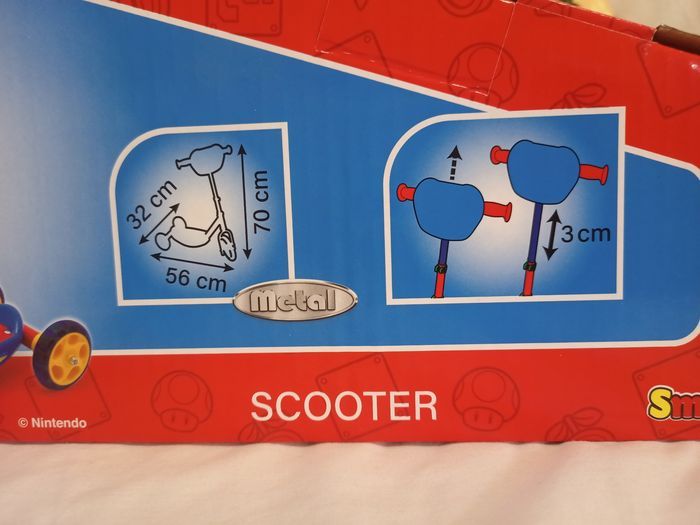 32 cm
70 cm
56 cm
3 cm
Metal
SCOOTER
© Nintendo